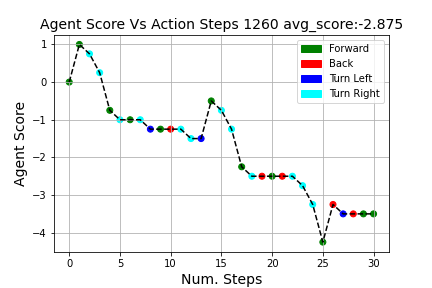 Agent Score Vs Action Steps 1260 avg_score:-2.875
Forward
Back
Turn Left
Turn Right
1
0
−1
−2
−3
−4
Agent Score
0 5 10 15 20 25 30
Num. Steps